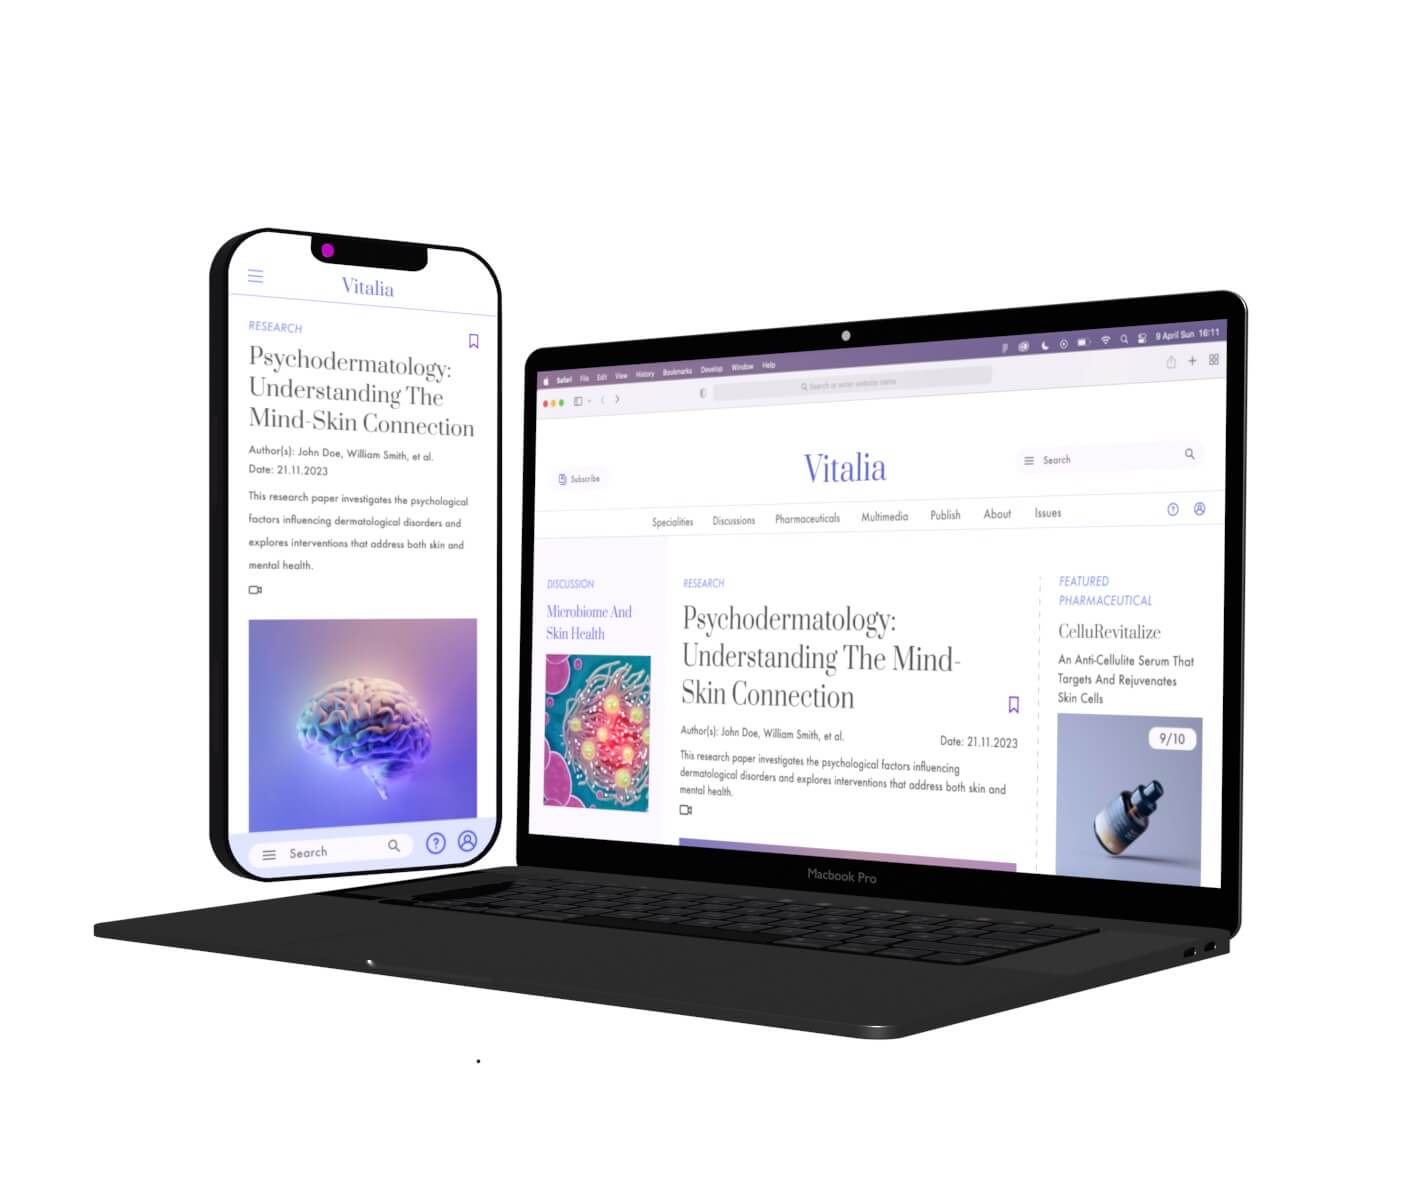 Vitalia
RESEARCH
Psychodermatology:
Understanding The
Mind-Skin Connection
Author(s): John Doe, William Smith, et al.
Date: 21.11.2023
This research paper investigates the psychological
factors influencing dermatological disorders and
explores interventions that address both skin and
mental health.
Search
?
Safari File Edit View History Bookmarks Develop Window Help
9 April Sun 16:11
Search or enter website name
Subscribe
Vitalia
Search
Specialities Discussions Pharmaceuticals Multimedia Publish About Issues
?
DISCUSSION
Microbiome And
Skin Health
RESEARCH
Psychodermatology:
Understanding The Mind-
Skin Connection
Author(s): John Doe, William Smith, et al.
Date: 21.11.2023
This research paper investigates the psychological factors influencing
dermatological disorders and explores interventions that address both skin and
mental health.
FEATURED
PHARMACEUTICAL
CelluRevitalize
An Anti-Cellulite Serum That
Targets And Rejuvenates
Skin Cells
9/10
Macbook Pro